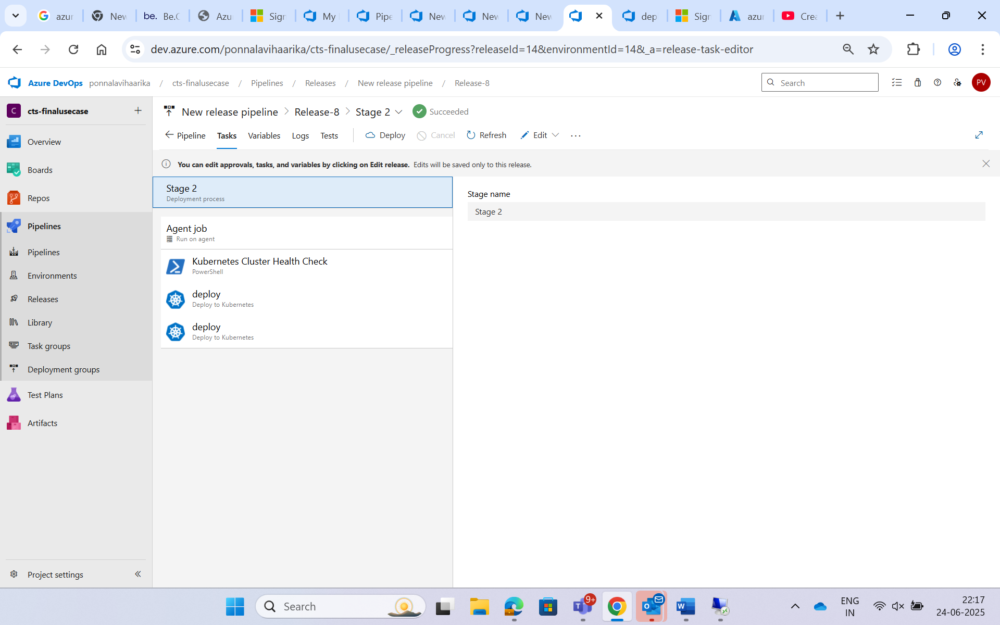 azur
New
be. Be.C
Azu
Sign
My
Pipe
New
New
New
dep
Sign
azur
Crea
dev.azure.com/ponnalavihaarika/cts-finalusecase/_releaseProgress?releaseId=14&environmentId=14&_a=release-task-editor
Azure DevOps ponnalavihaarika / cts-finalusecase / Pipelines / Releases / New release pipeline / Release-8
Search
PV
C cts-finalusecase
Overview
Boards
Repos
Pipelines
Pipelines
Environments
Releases
Library
Task groups
Deployment groups
Test Plans
Artifacts
Project settings
New release pipeline > Release-8 > Stage 2 Succeeded
Pipeline Tasks Variables Logs Tests Deploy Cancel Refresh Edit ...
You can edit approvals, tasks, and variables by clicking on Edit release. Edits will be saved only to this release.
Stage 2
Deployment process
Agent job
Run on agent
Kubernetes Cluster Health Check
PowerShell
deploy
Deploy to Kubernetes
deploy
Deploy to Kubernetes
Stage name
Stage 2
Search
9+
ENG
IN
22:17
24-06-2025